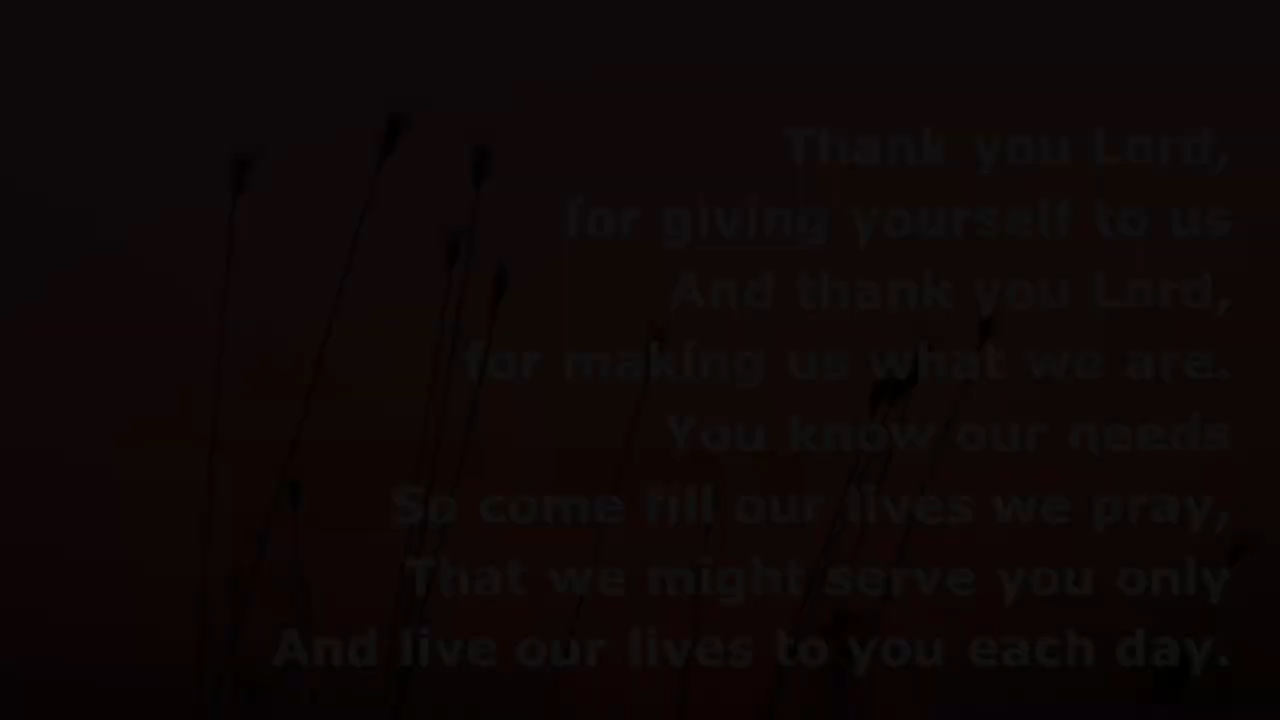 Thank you Lord,
for giving yourself to us
And thank you Lord,
for making us what we are.
You know our needs
So come fill our lives we pray,
That we might serve you only
And live our lives to you each day.